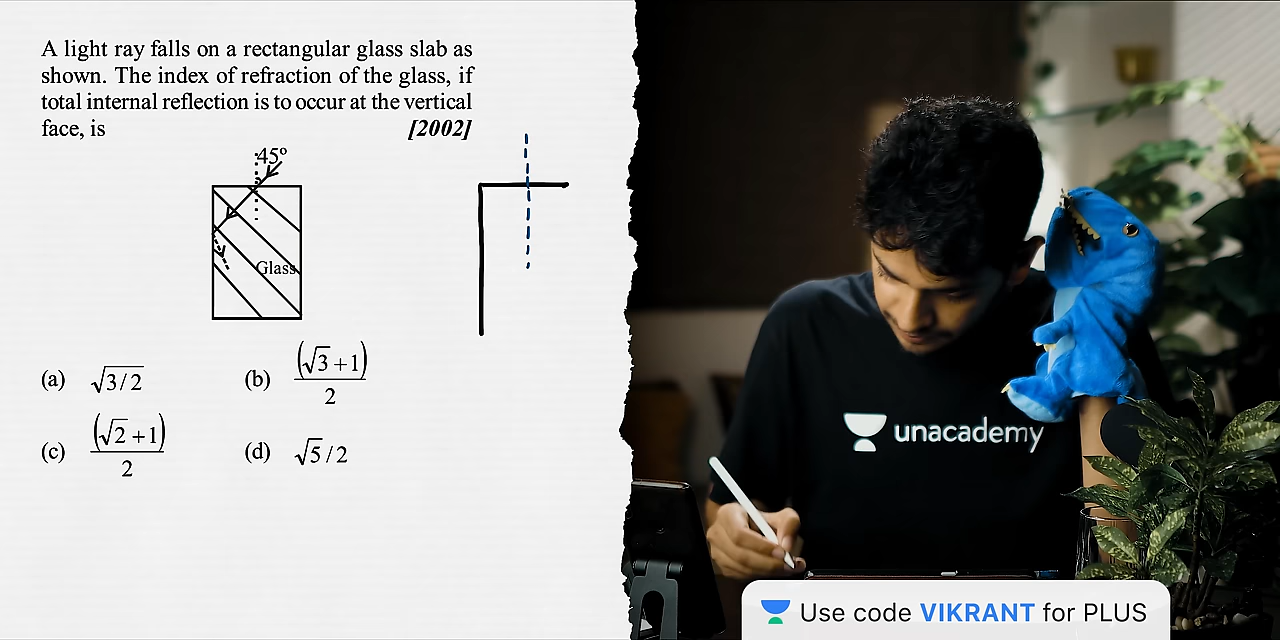 A light ray falls on a rectangular glass slab as
shown. The index of refraction of the glass, if
total internal reflection is to occur at the vertical
face, is [2002]
45º
Glass
(a) √3/2 (b) (√3+1)/2
(c) (√2+1)/2 (d) √5/2
unacademy
Use code VIKRANT for PLUS